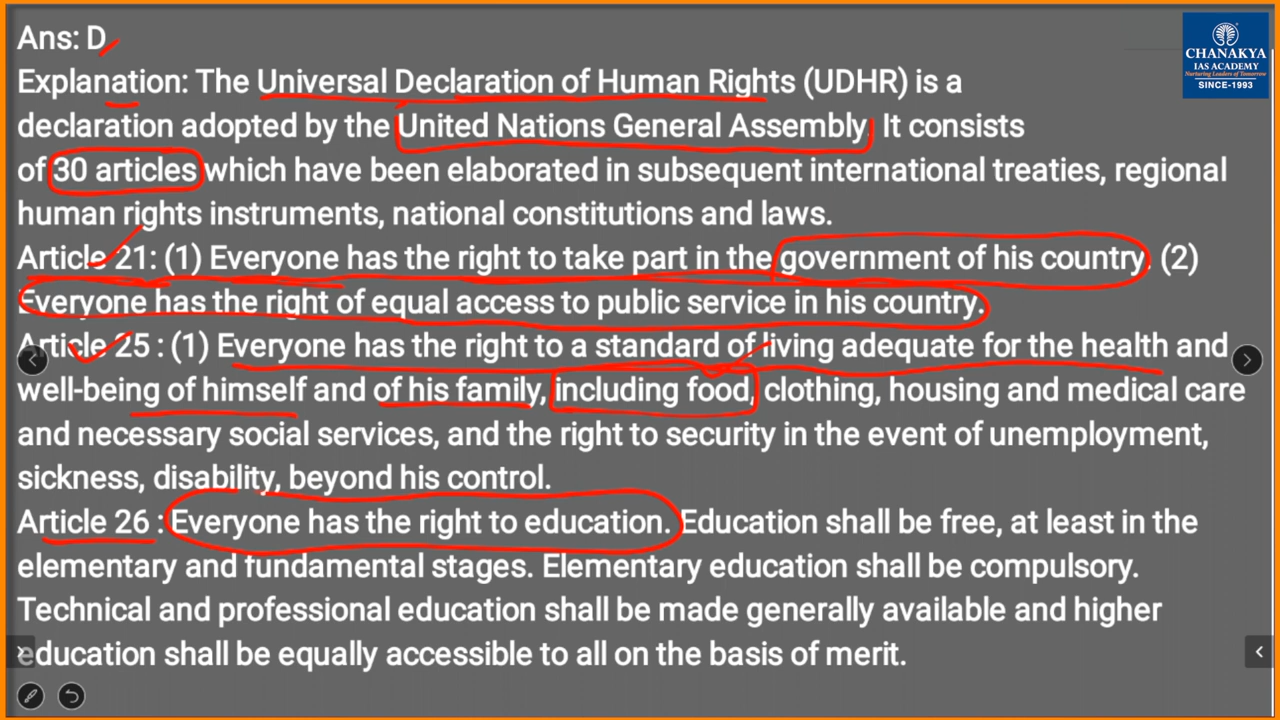 Ans: D
CHANAKYA
IAS ACADEMY
Nurturing Leaders of Tomorrow
SINCE-1993
Explanation: The Universal Declaration of Human Rights (UDHR) is a
declaration adopted by the United Nations General Assembly. It consists
of 30 articles which have been elaborated in subsequent international treaties, regional
human rights instruments, national constitutions and laws.
Article 21: (1) Everyone has the right to take part in the government of his country. (2)
Everyone has the right of equal access to public service in his country.
Article 25 : (1) Everyone has the right to a standard of living adequate for the health and
well-being of himself and of his family, including food, clothing, housing and medical care
and necessary social services, and the right to security in the event of unemployment,
sickness, disability, beyond his control.
Article 26 : Everyone has the right to education. Education shall be free, at least in the
elementary and fundamental stages. Elementary education shall be compulsory.
Technical and professional education shall be made generally available and higher
education shall be equally accessible to all on the basis of merit.